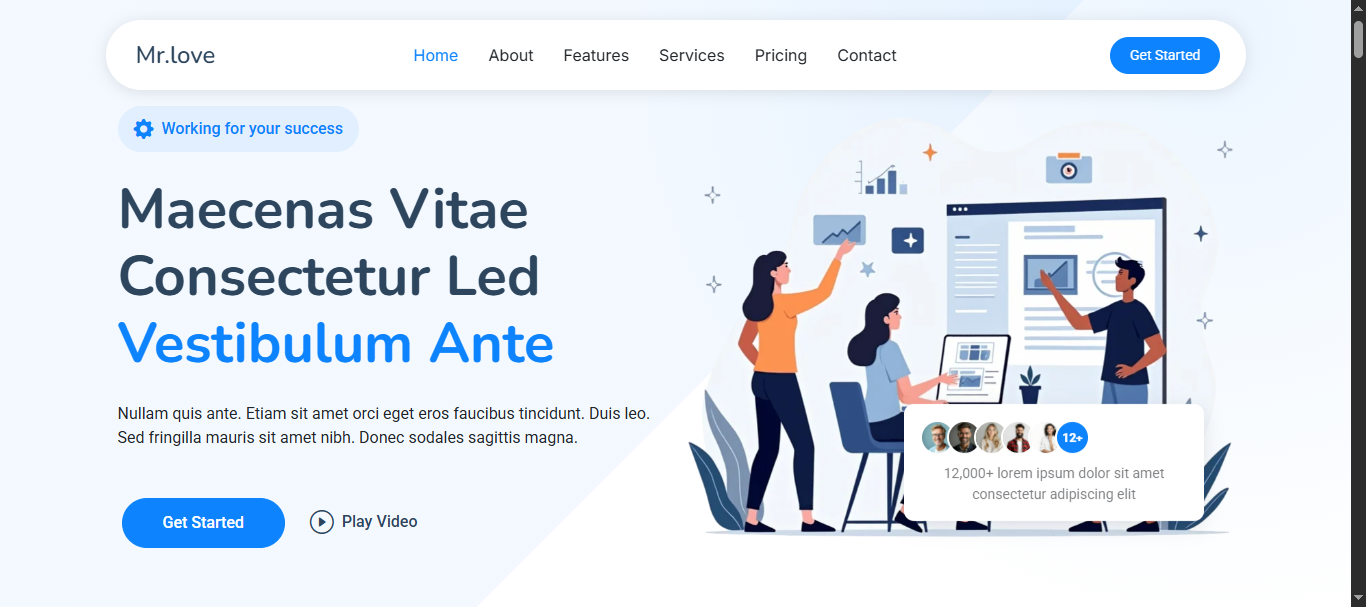 Mr.love
Home
About
Features
Services
Pricing
Contact
Get Started
Working for your success
Maecenas Vitae
Consectetur Led
Vestibulum Ante
Nullam quis ante. Etiam sit amet orci eget eros faucibus tincidunt. Duis leo.
Sed fringilla mauris sit amet nibh. Donec sodales sagittis magna.
Get Started
Play Video
12+
12,000+ lorem ipsum dolor sit amet
consectetur adipiscing elit